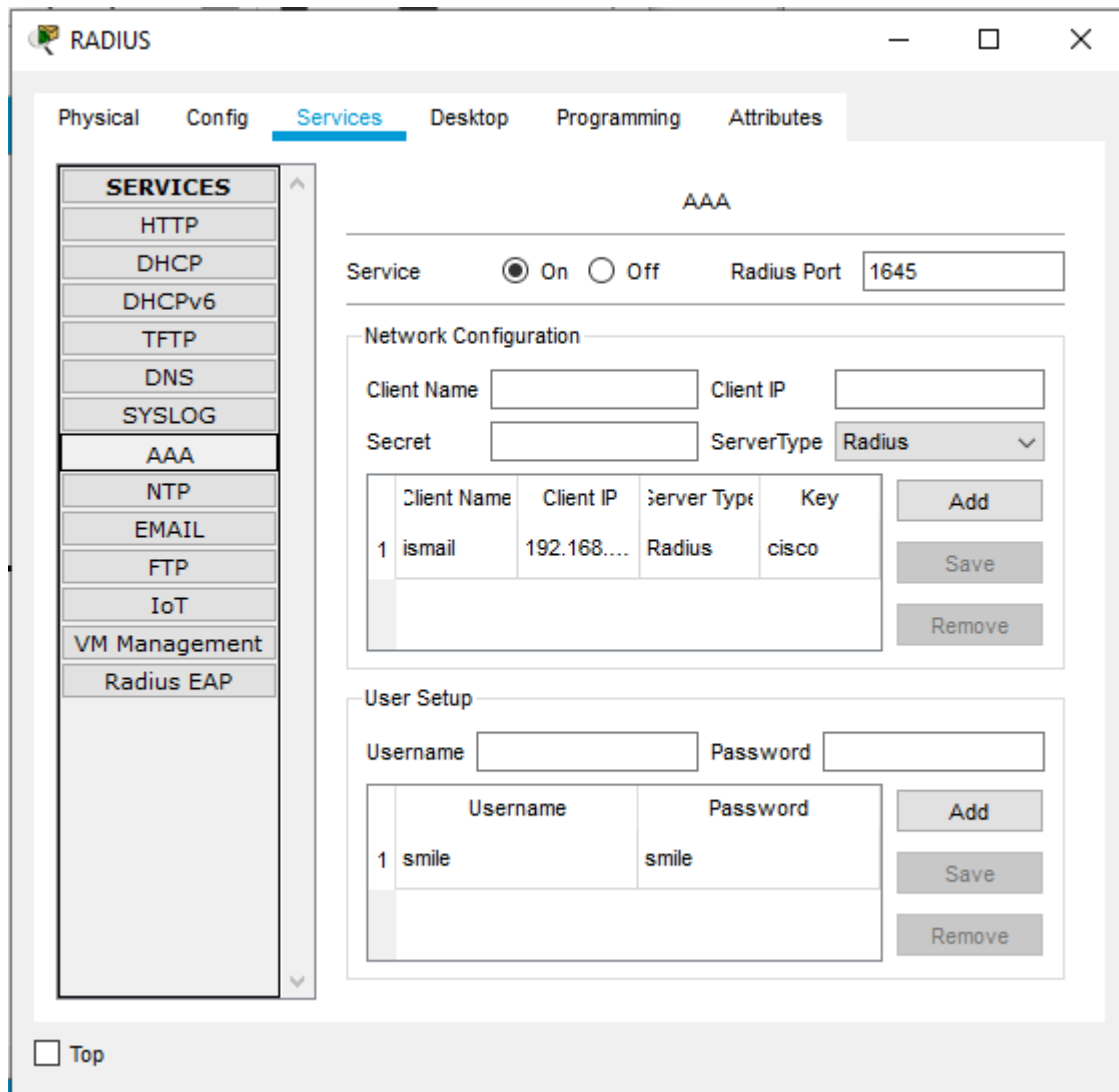 RADIUS
Physical Config Services Desktop Programming Attributes
SERVICES
HTTP
DHCP
DHCPv6
TFTP
DNS
SYSLOG
AAA
NTP
EMAIL
FTP
IoT
VM Management
Radius EAP
AAA
Service On Off Radius Port 1645
Network Configuration
Client Name Client IP
Secret ServerType Radius
Client Name Client IP Server Type Key
1 ismail 192.168.... Radius cisco
Add
Save
Remove
User Setup
Username Password
Username Password
1 smile smile
Add
Save
Remove
Top